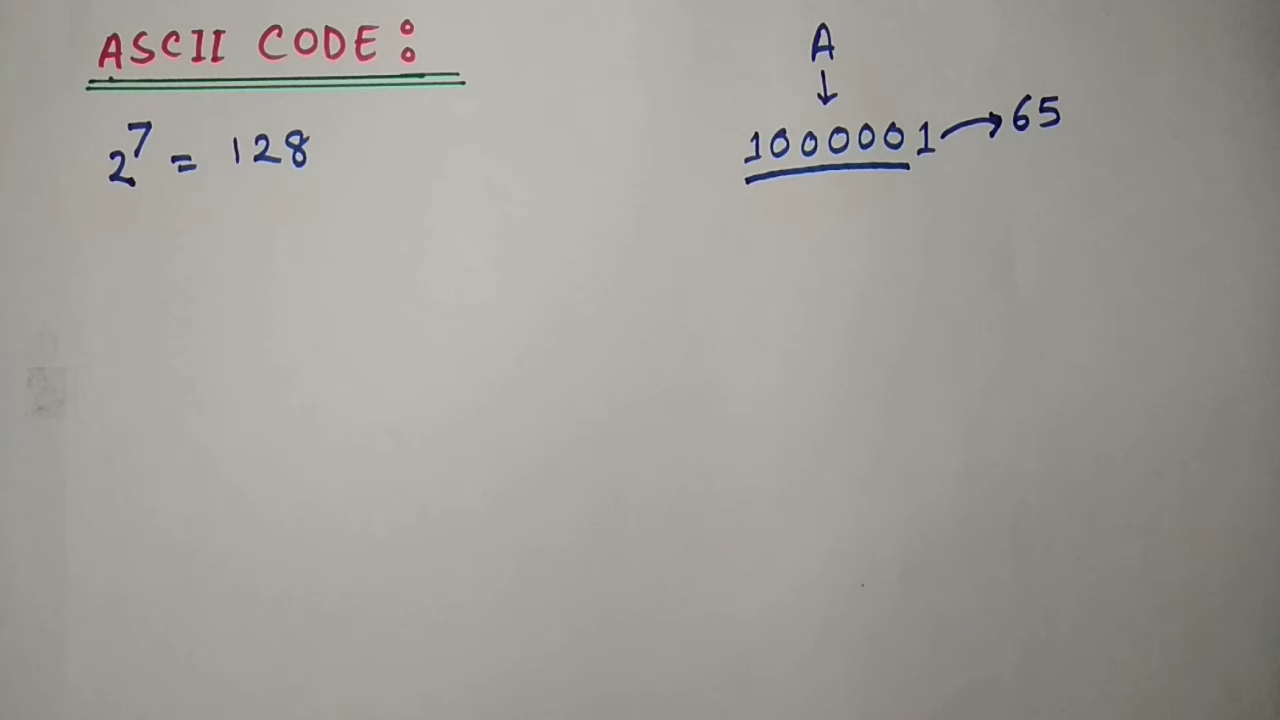 ASCII CODE:
2⁷ = 128
A
↓
1000001 → 65